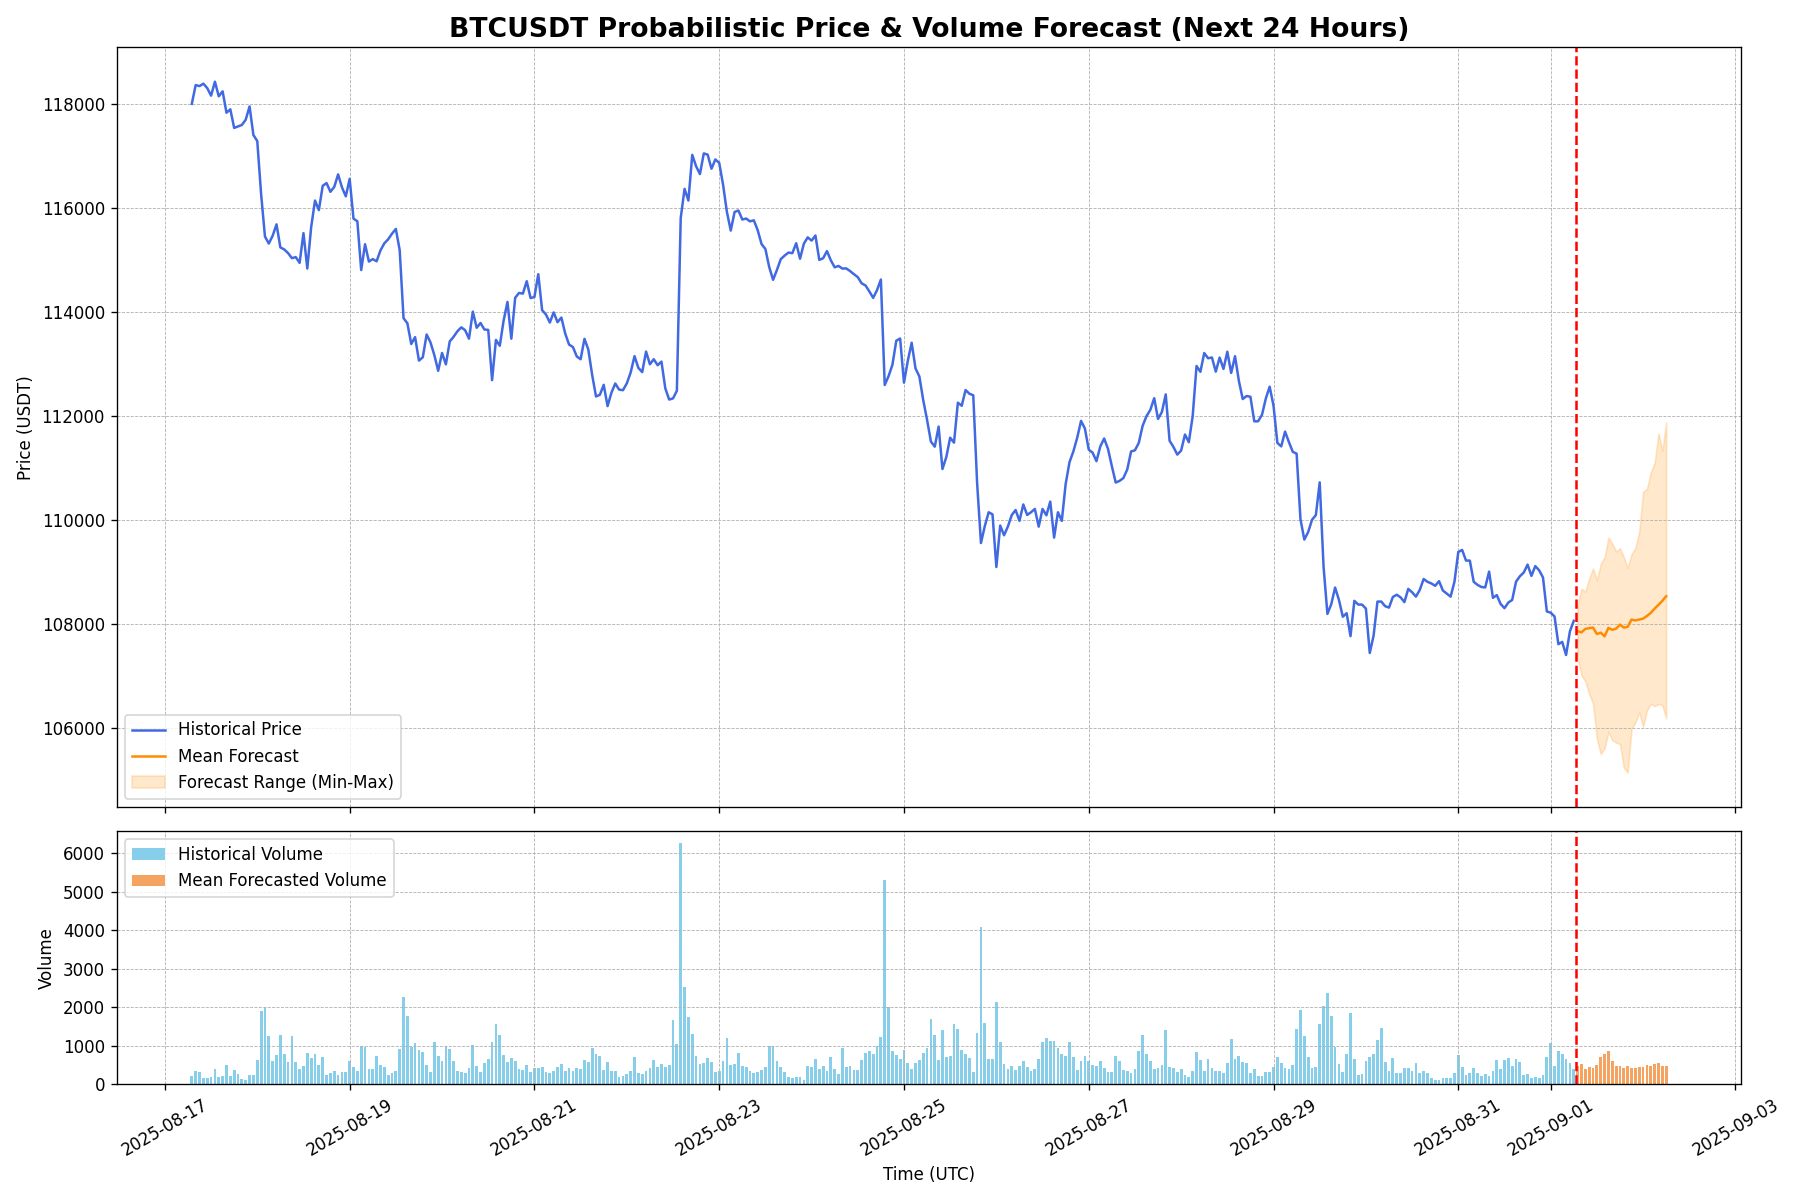 BTCUSDT Probabilistic Price & Volume Forecast (Next 24 Hours)
Price (USDT)
118000
116000
114000
112000
110000
108000
106000
Historical Price
Mean Forecast
Forecast Range (Min-Max)
Volume
6000
5000
4000
3000
2000
1000
0
Historical Volume
Mean Forecasted Volume
2025-08-17
2025-08-19
2025-08-21
2025-08-23
2025-08-25
2025-08-27
2025-08-29
2025-08-31
2025-09-01
2025-09-03
Time (UTC)